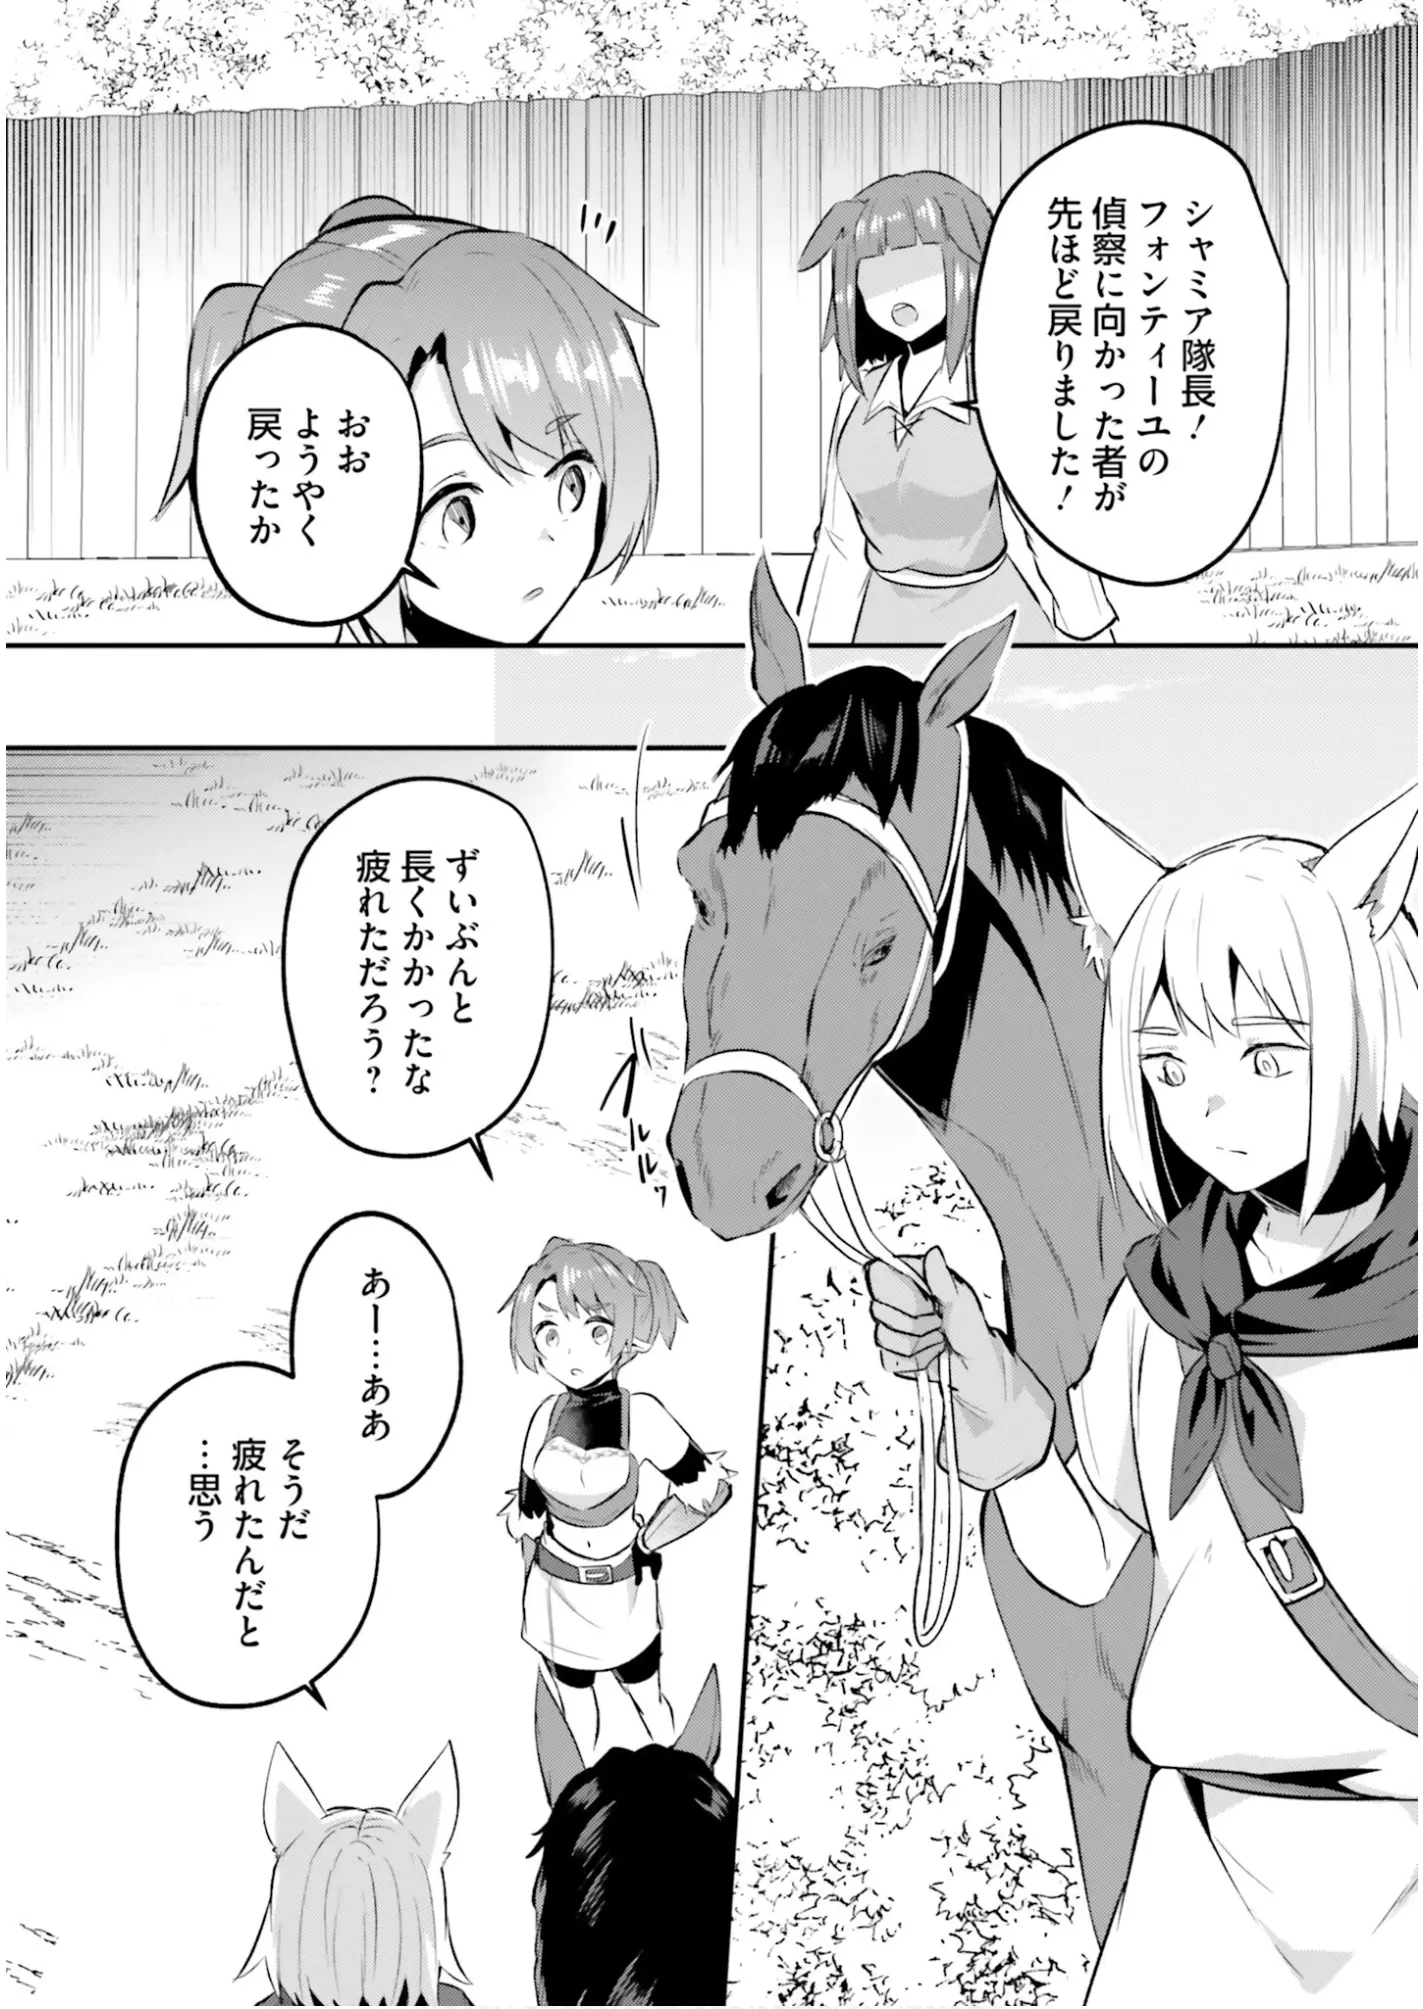 シャミア隊長！
フォンティーユの
偵察に向かった者が
先ほど戻りました！
おお
ようやく
戻ったか
ブルルルッ
ずいぶんと
長くかかったな
疲れただろう？
あー…ああ
そうだ
疲れたんだと
…思う